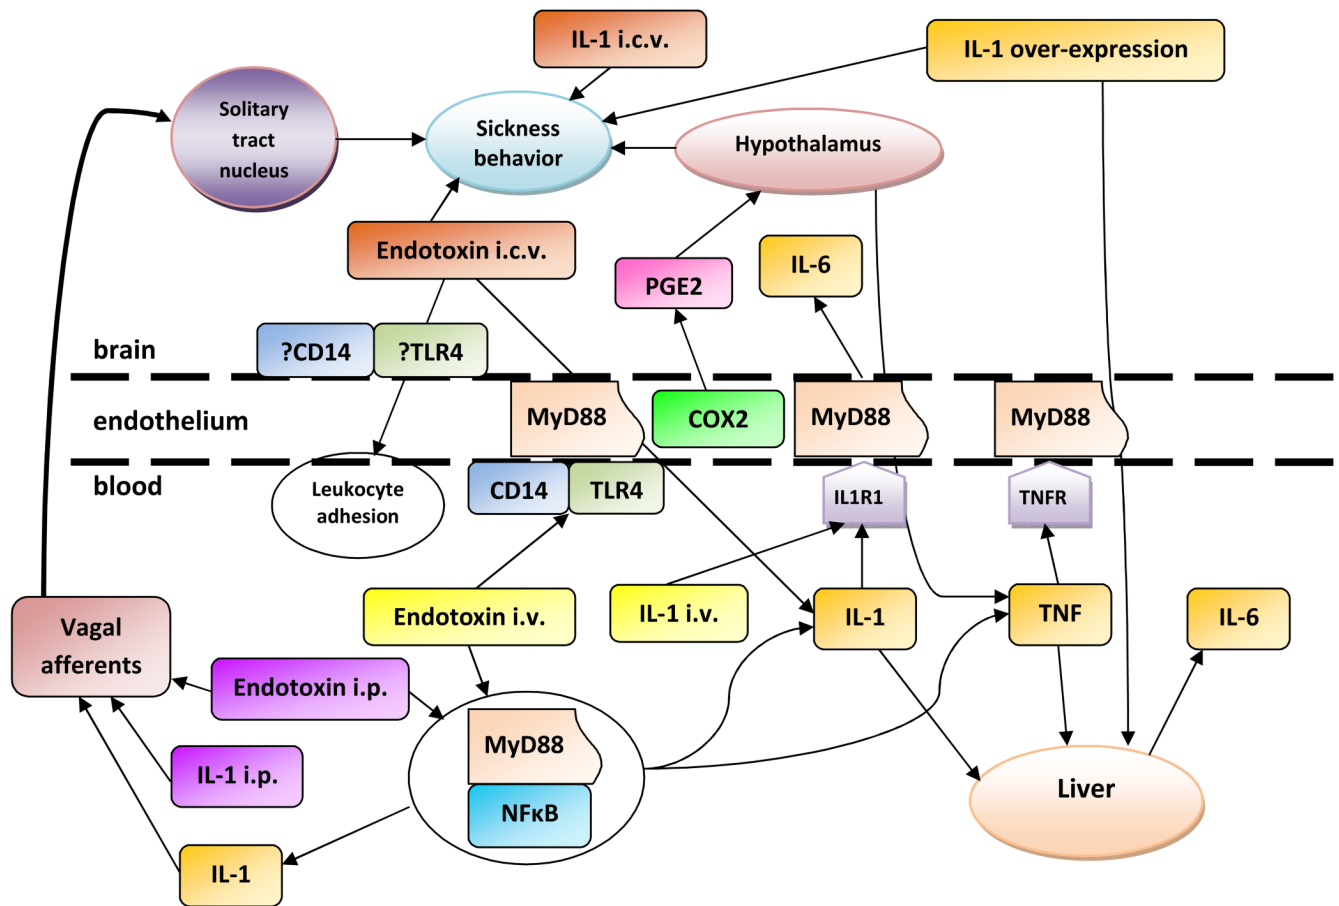 IL-1 i.c.v.
IL-1 over-expression
Solitary
tract
nucleus
Sickness
behavior
Hypothalamus
Endotoxin i.c.v.
PGE2
IL-6
?CD14
?TLR4
brain
endothelium
blood
MyD88
COX2
MyD88
MyD88
Leukocyte
adhesion
CD14
TLR4
IL1R1
TNFR
Vagal
afferents
Endotoxin i.v.
IL-1 i.v.
IL-1
TNF
IL-6
Endotoxin i.p.
IL-1 i.p.
MyD88
NFκB
Liver
IL-1